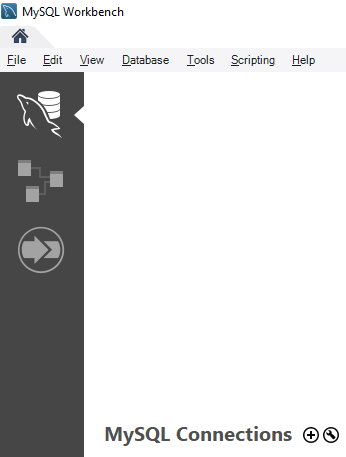 MySQL Workbench
File Edit View Database Tools Scripting Help
MySQL Connections